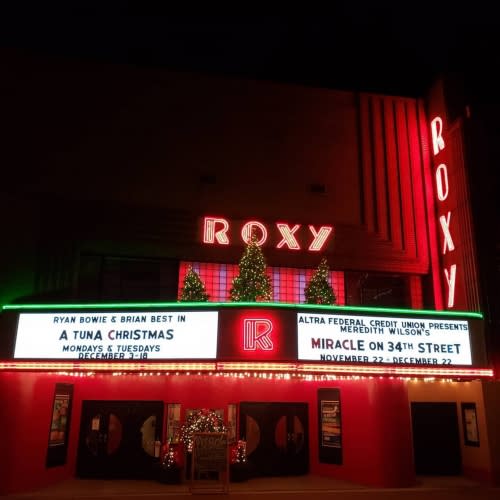 ROXY
ROXY
RYAN BOWIE & BRIAN BEST IN
A TUNA CHRISTMAS
MONDAYS & TUESDAYS
DECEMBER 3-18
R
ALTRA FEDERAL CREDIT UNION PRESENTS
MEREDITH WILSON'S
MIRACLE ON 34TH STREET
NOVEMBER 22 - DECEMBER 22